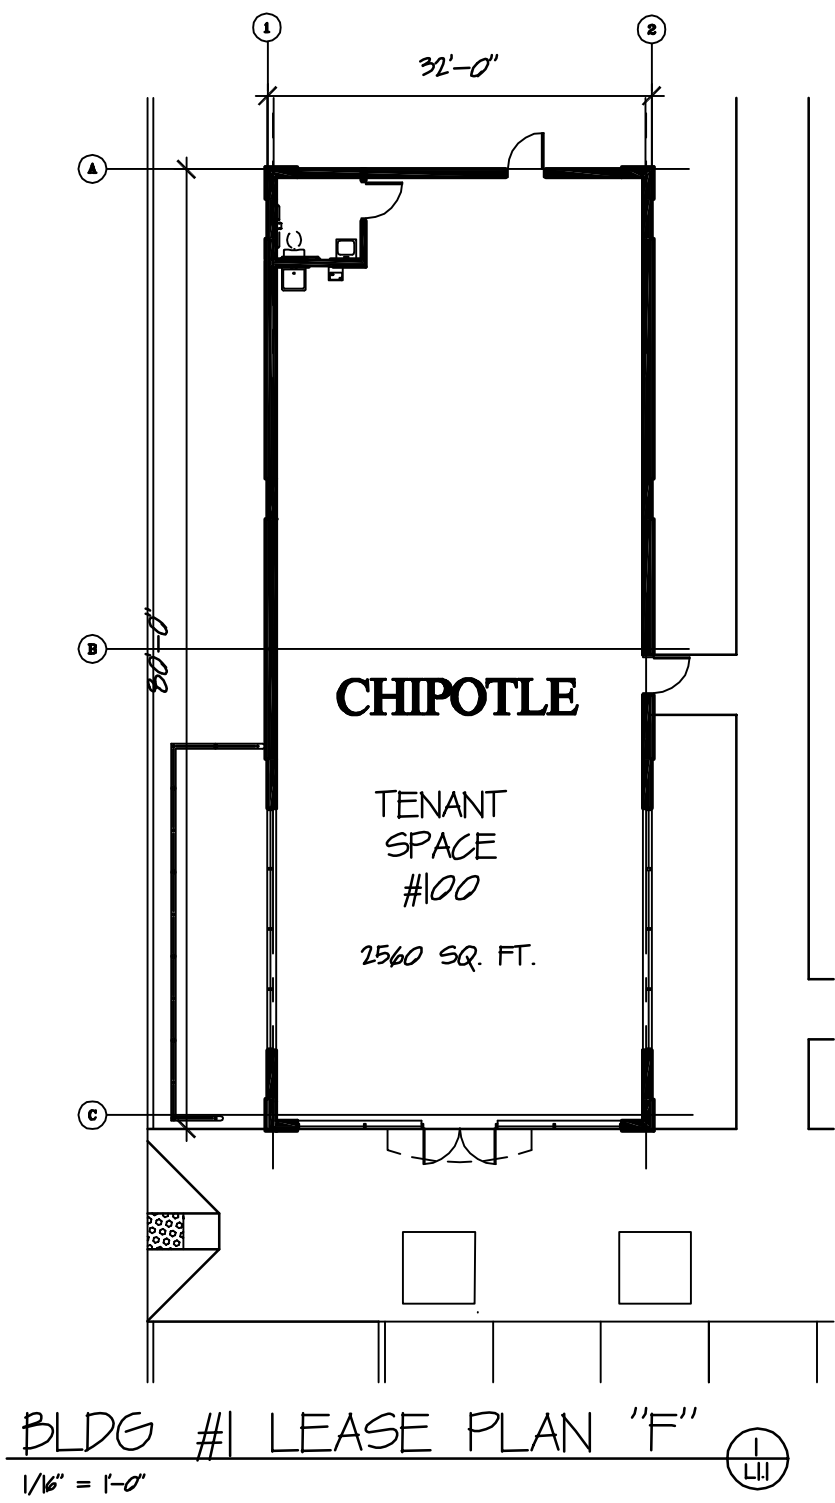 1 2
32'-0"
A
80'-0"
B
CHIPOTLE
TENANT
SPACE
#100
2560 SQ. FT.
C
BLDG #1 LEASE PLAN "F"
1/16" = 1'-0"
1
L1.1